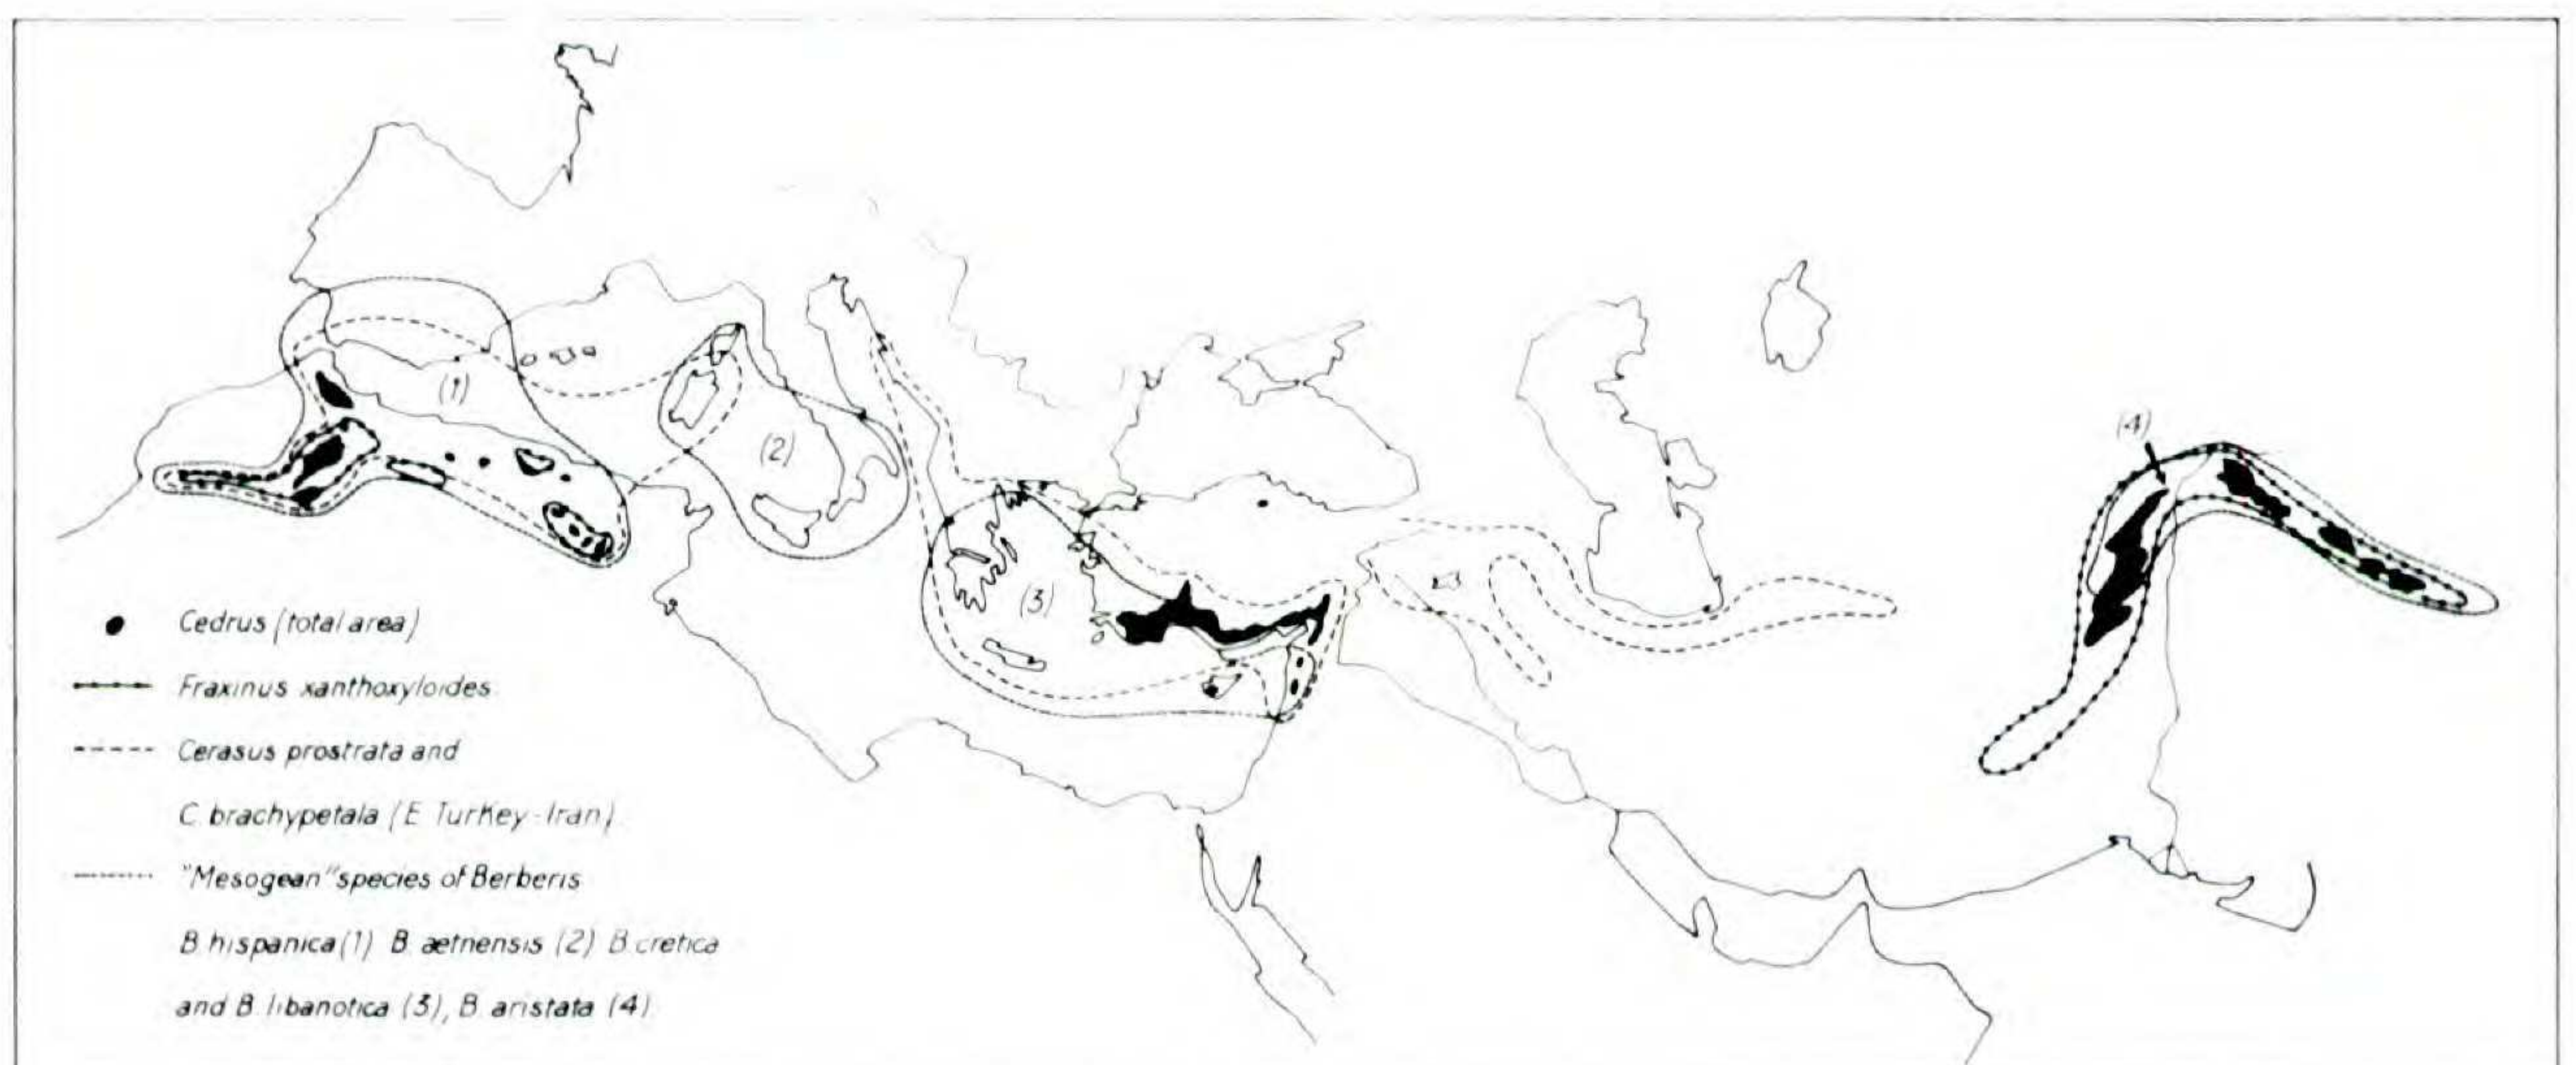 (1)
(2)
(3)
(4)
Cedrus (total area)
Fraxinus xanthoxyloides
Cerasus prostrata and
C. brachypetala (E Turkey-Iran)
"Mesogean" species of Berberis
B. hispanica (1) B. aetnensis (2) B. cretica
and B. libanotica (3), B. aristata (4)